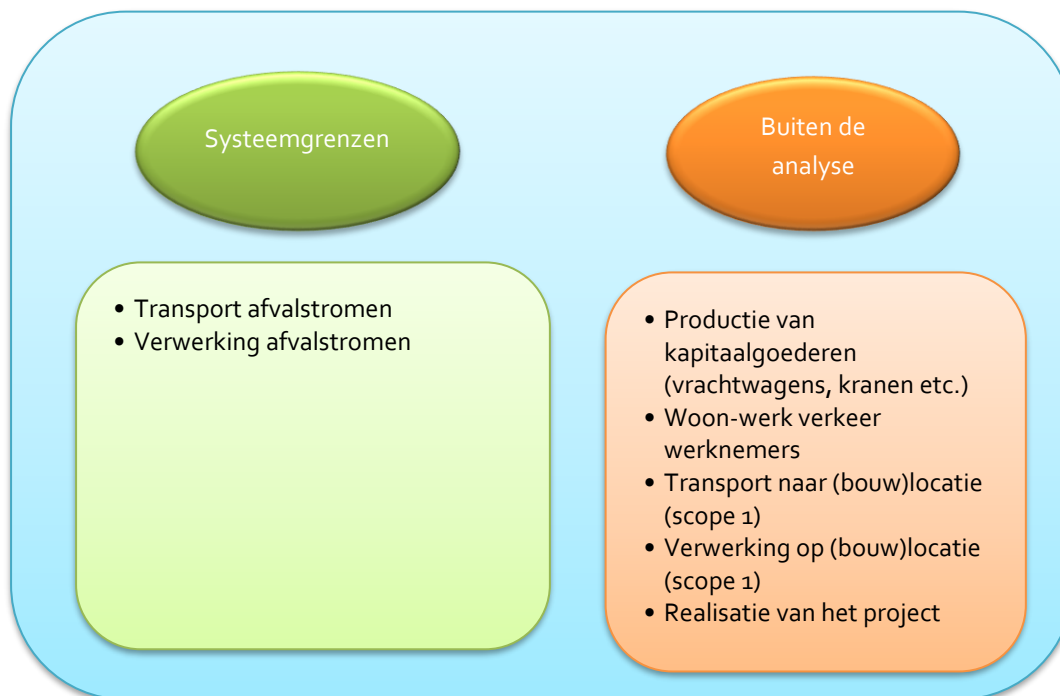 Systeemgrenzen
• Transport afvalstromen
• Verwerking afvalstromen
Buiten de
analyse
• Productie van
kapitaalgoederen
(vrachtwagens, kranen etc.)
• Woon-werk verkeer
werknemers
• Transport naar (bouw)locatie
(scope 1)
• Verwerking op (bouw)locatie
(scope 1)
• Realisatie van het project